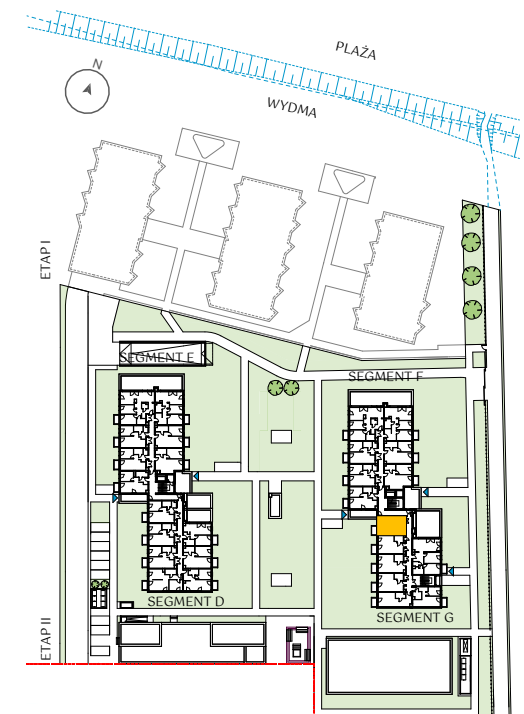 PLAŻA
N
WYDMA
ETAP I
SEGMENT E
SEGMENT F
SEGMENT D
SEGMENT G
ETAP II